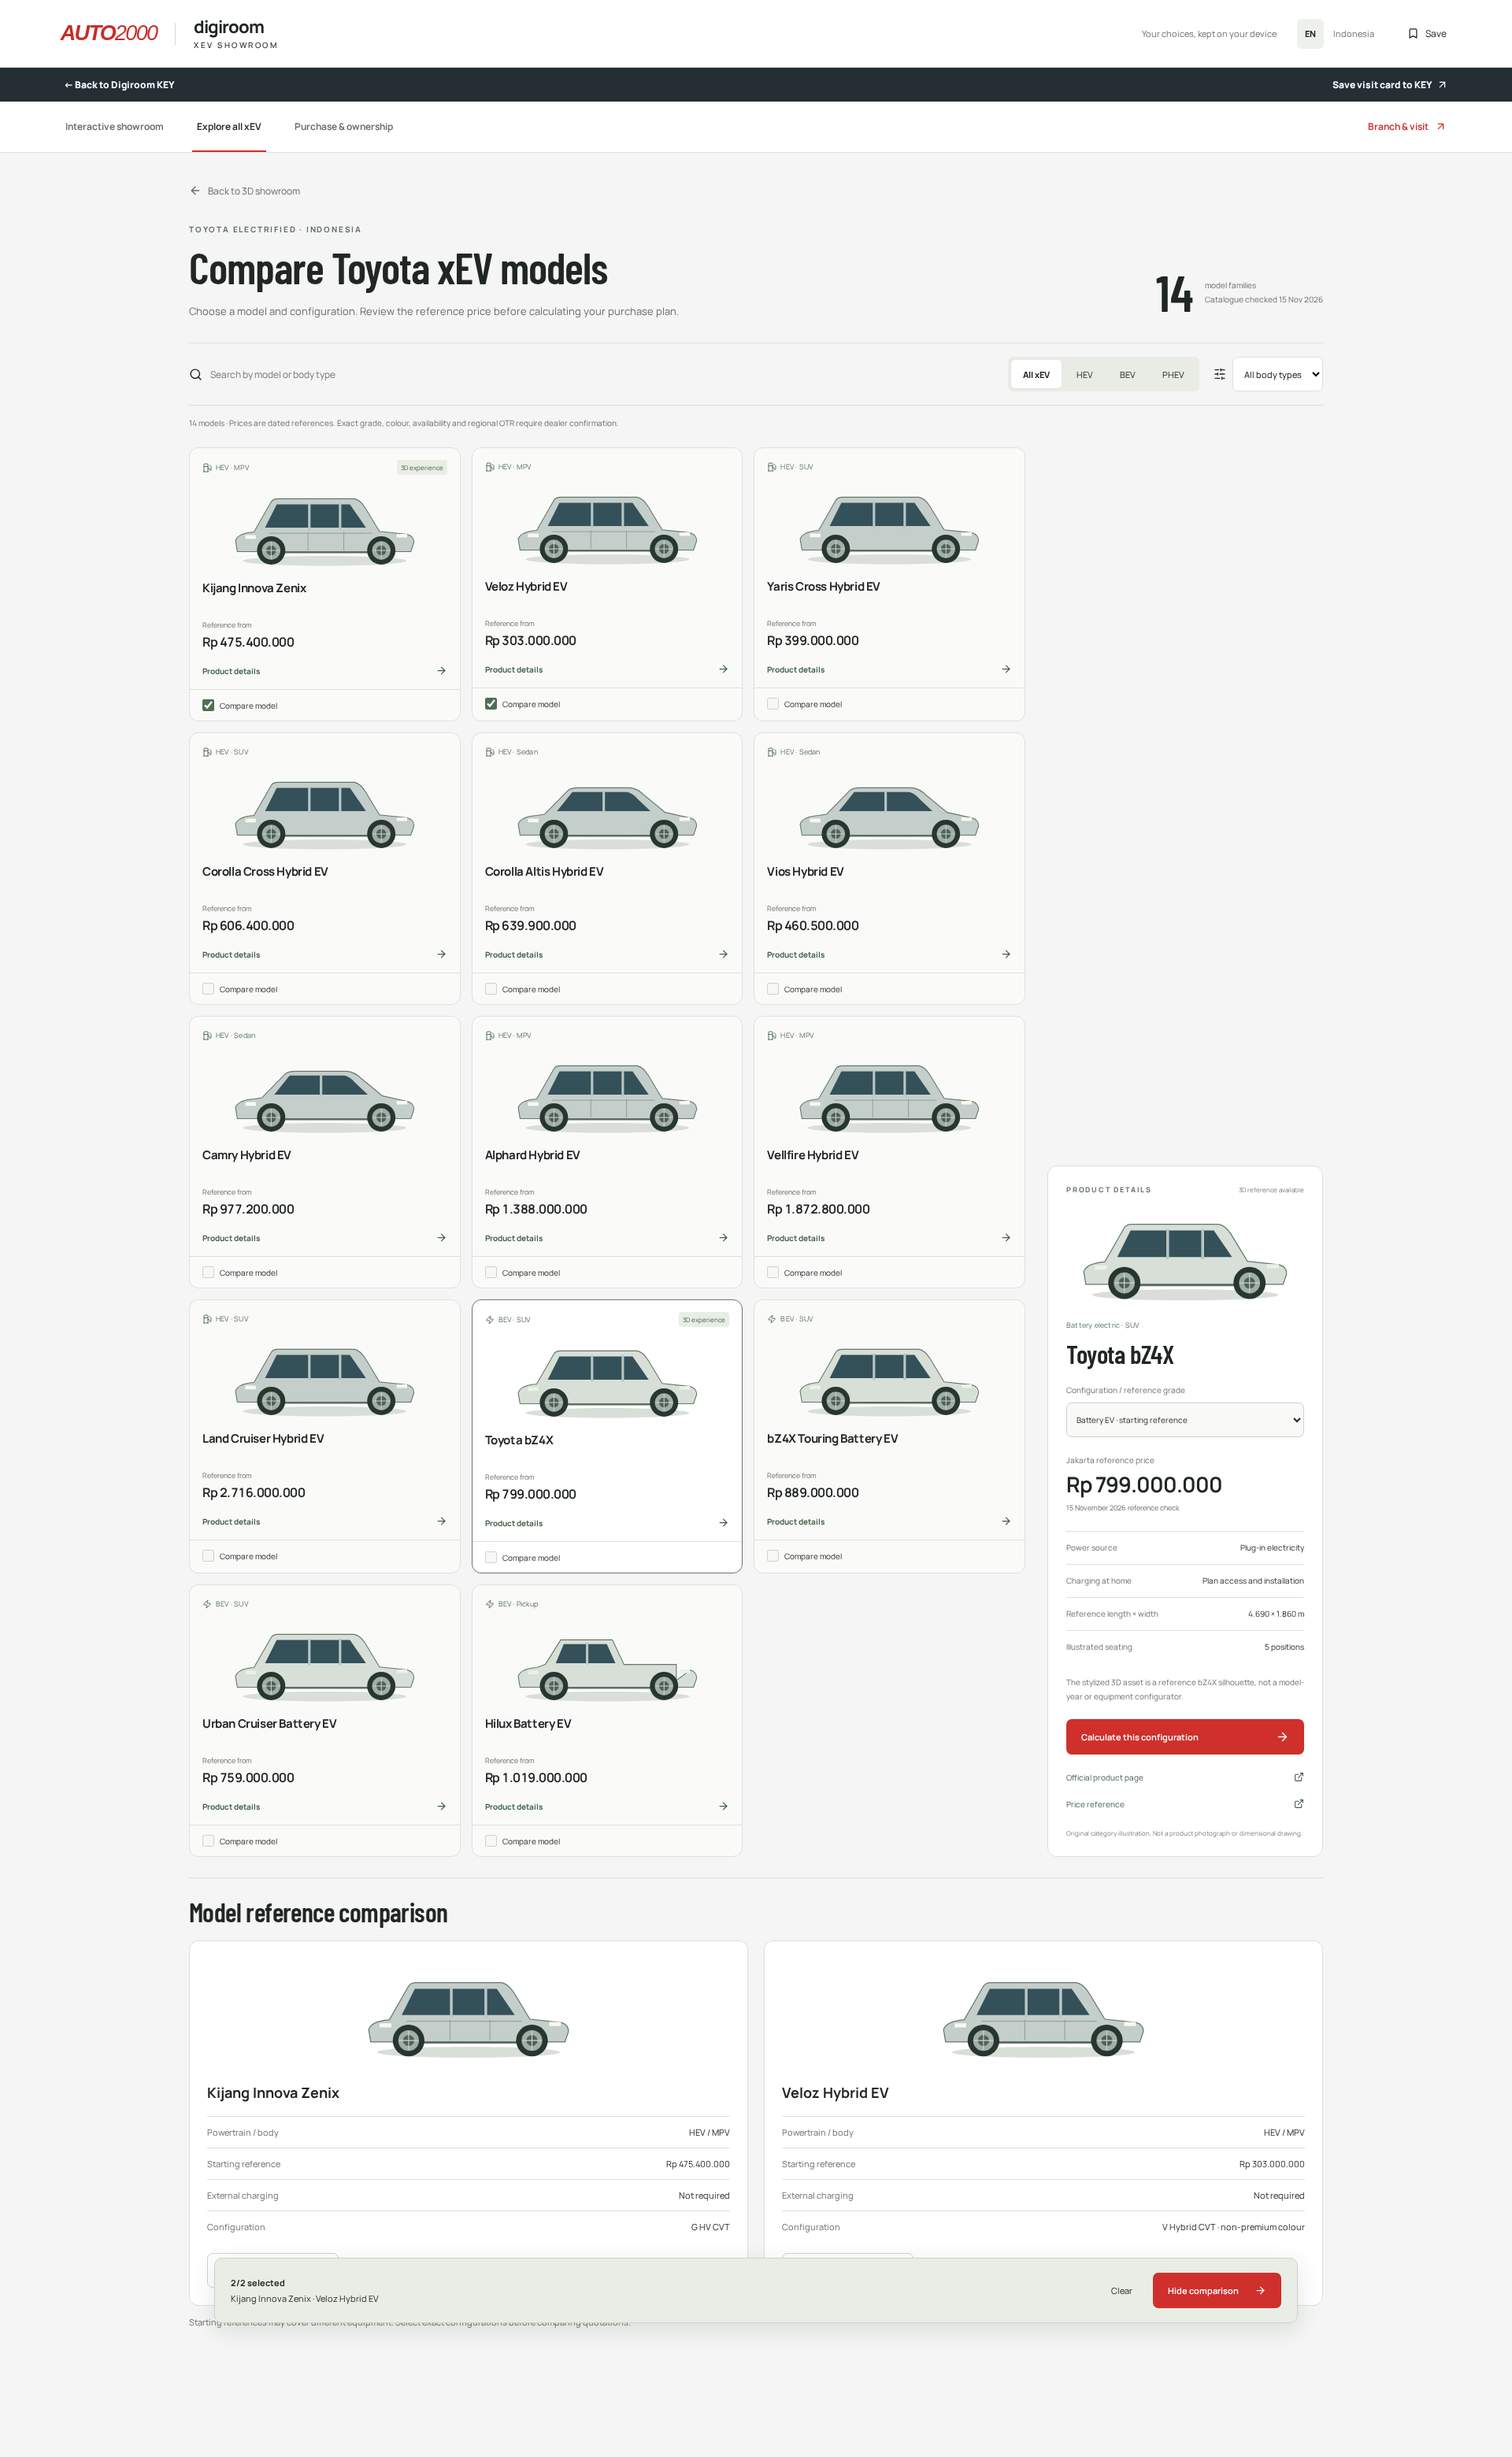 AUTO2000
digiroom
XEV SHOWROOM
Your choices, kept on your device
EN
Indonesia
Save
← Back to Digiroom KEY
Save visit card to KEY
Interactive showroom
Explore all xEV
Purchase & ownership
Branch & visit
Back to 3D showroom
TOYOTA ELECTRIFIED · INDONESIA
Compare Toyota xEV models
Choose a model and configuration. Review the reference price before calculating your purchase plan.
14
model families
Catalogue checked 15 Nov 2026
Search by model or body type
All xEV
HEV
BEV
PHEV
All body types
14 models · Prices are dated references. Exact grade, colour, availability and regional OTR require dealer confirmation.
HEV · MPV
3D experience
Kijang Innova Zenix
Reference from
Rp 475.400.000
Product details
Compare model
HEV · MPV
Veloz Hybrid EV
Reference from
Rp 303.000.000
Product details
Compare model
HEV · SUV
Yaris Cross Hybrid EV
Reference from
Rp 399.000.000
Product details
Compare model
HEV · SUV
Corolla Cross Hybrid EV
Reference from
Rp 606.400.000
Product details
Compare model
HEV · Sedan
Corolla Altis Hybrid EV
Reference from
Rp 639.900.000
Product details
Compare model
HEV · Sedan
Vios Hybrid EV
Reference from
Rp 460.500.000
Product details
Compare model
HEV · Sedan
Camry Hybrid EV
Reference from
Rp 977.200.000
Product details
Compare model
HEV · MPV
Alphard Hybrid EV
Reference from
Rp 1.388.000.000
Product details
Compare model
HEV · MPV
Vellfire Hybrid EV
Reference from
Rp 1.872.800.000
Product details
Compare model
HEV · SUV
Land Cruiser Hybrid EV
Reference from
Rp 2.716.000.000
Product details
Compare model
BEV · SUV
3D experience
Toyota bZ4X
Reference from
Rp 799.000.000
Product details
Compare model
BEV · SUV
bZ4X Touring Battery EV
Reference from
Rp 889.000.000
Product details
Compare model
BEV · SUV
Urban Cruiser Battery EV
Reference from
Rp 759.000.000
Product details
Compare model
BEV · Pickup
Hilux Battery EV
Reference from
Rp 1.019.000.000
Product details
Compare model
PRODUCT DETAILS
3D reference available
Battery electric · SUV
Toyota bZ4X
Configuration / reference grade
Battery EV · starting reference
Jakarta reference price
Rp 799.000.000
15 November 2026 reference check
Power source
Plug-in electricity
Charging at home
Plan access and installation
Reference length × width
4.690 × 1.860 m
Illustrated seating
5 positions
The stylized 3D asset is a reference bZ4X silhouette, not a model-
year or equipment configurator.
Calculate this configuration
Official product page
Price reference
Original category illustration. Not a product photograph or dimensional drawing.
Model reference comparison
Kijang Innova Zenix
Powertrain / body
HEV / MPV
Starting reference
Rp 475.400.000
External charging
Not required
Configuration
G HV CVT
Veloz Hybrid EV
Powertrain / body
HEV / MPV
Starting reference
Rp 303.000.000
External charging
Not required
Configuration
V Hybrid CVT · non-premium colour
2/2 selected
Kijang Innova Zenix · Veloz Hybrid EV
Clear
Hide comparison
Starting references may cover different equipment. Select exact configurations before comparing quotations.